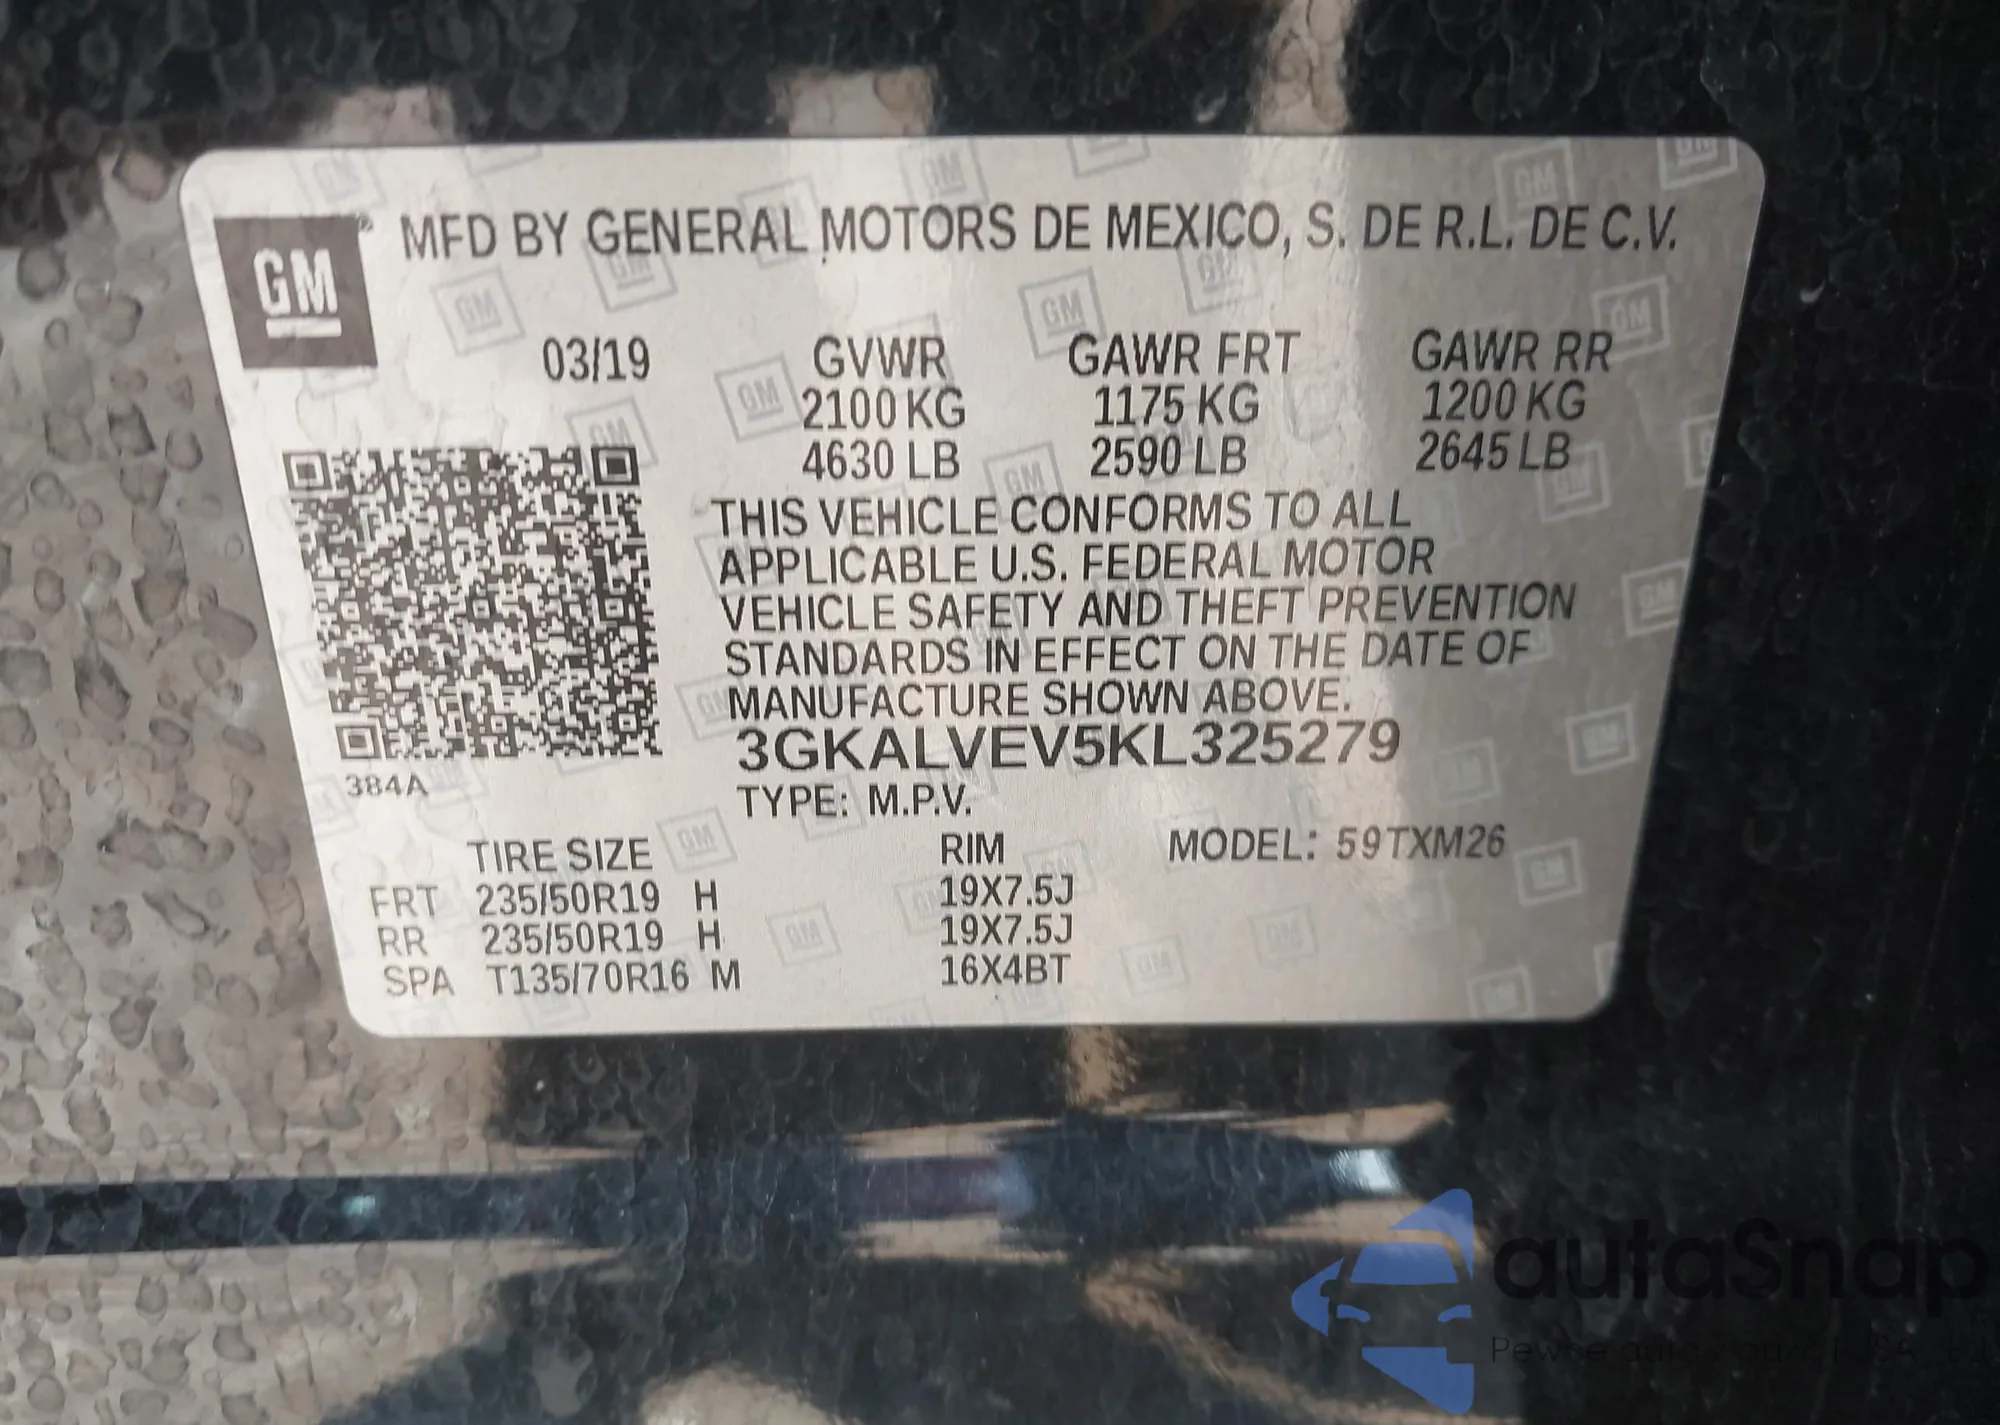 GM
MFD BY GENERAL MOTORS DE MEXICO, S. DE R.L. DE C.V.
03/19 GVWR GAWR FRT GAWR RR
2100 KG 1175 KG 1200 KG
4630 LB 2590 LB 2645 LB
THIS VEHICLE CONFORMS TO ALL
APPLICABLE U.S. FEDERAL MOTOR
VEHICLE SAFETY AND THEFT PREVENTION
STANDARDS IN EFFECT ON THE DATE OF
MANUFACTURE SHOWN ABOVE.
3GKALVEV5KL325279
384A
TYPE: M.P.V.
TIRE SIZE RIM MODEL: 59TXM26
FRT 235/50R19 H 19X7.5J
RR 235/50R19 H 19X7.5J
SPA T135/70R16 M 16X4BT
autaSnap